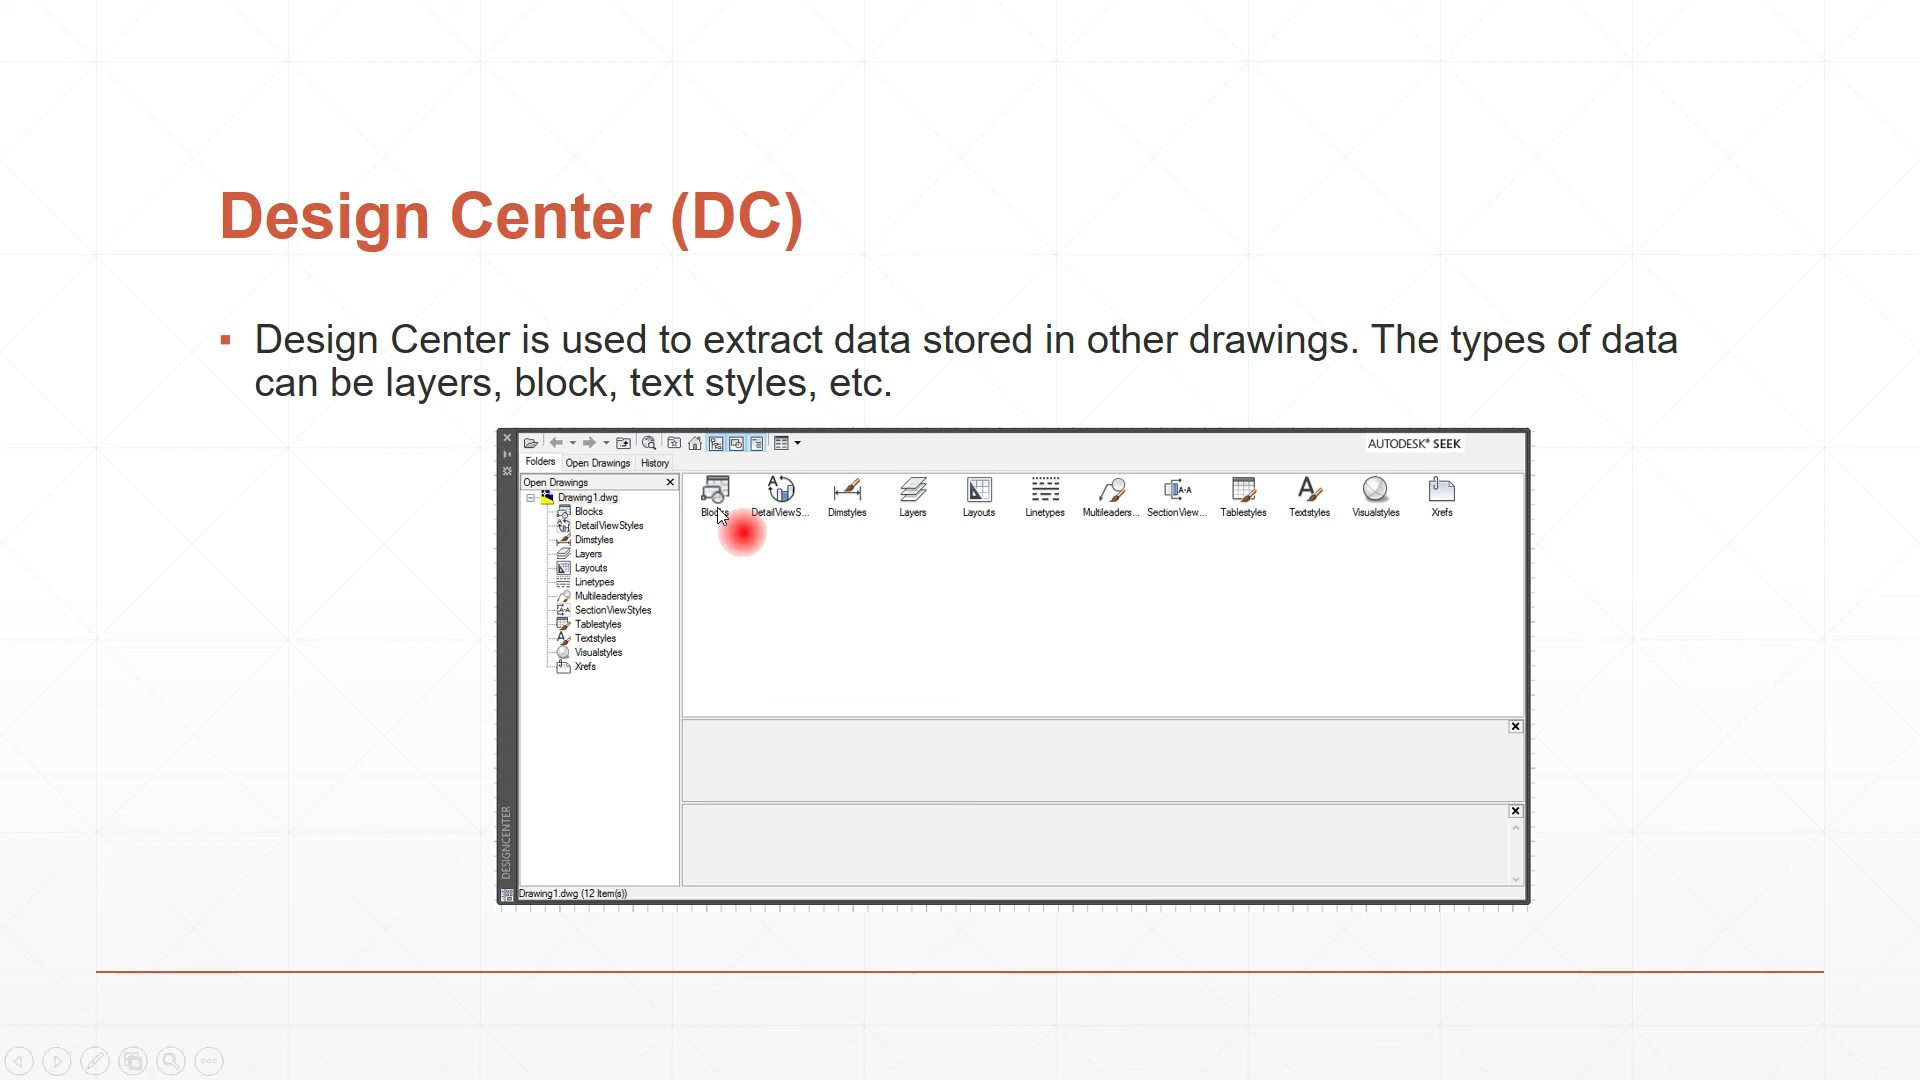 Design Center (DC)
▪ Design Center is used to extract data stored in other drawings. The types of data
can be layers, block, text styles, etc.
AUTODESK® SEEK
Folders
Open Drawings
History
Open Drawings
Drawing1.dwg
Blocks
DetailViewStyles
Dimstyles
Layers
Layouts
Linetypes
Multileaderstyles
SectionViewStyles
Tablestyles
Textstyles
Visualstyles
Xrefs
Blocks
DetailViewS...
Dimstyles
Layers
Layouts
Linetypes
Multileaders...
SectionView...
Tablestyles
Textstyles
Visualstyles
Xrefs
DESIGNCENTER
Drawing1.dwg (12 Item(s))